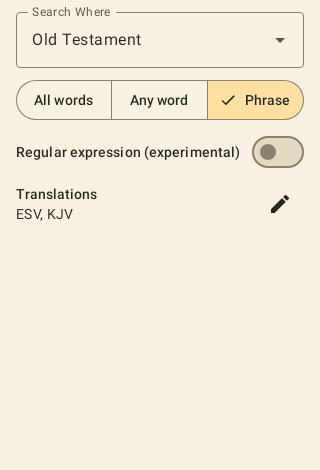 Search Where
Old Testament
All words Any word Phrase
Regular expression (experimental)
Translations
ESV, KJV